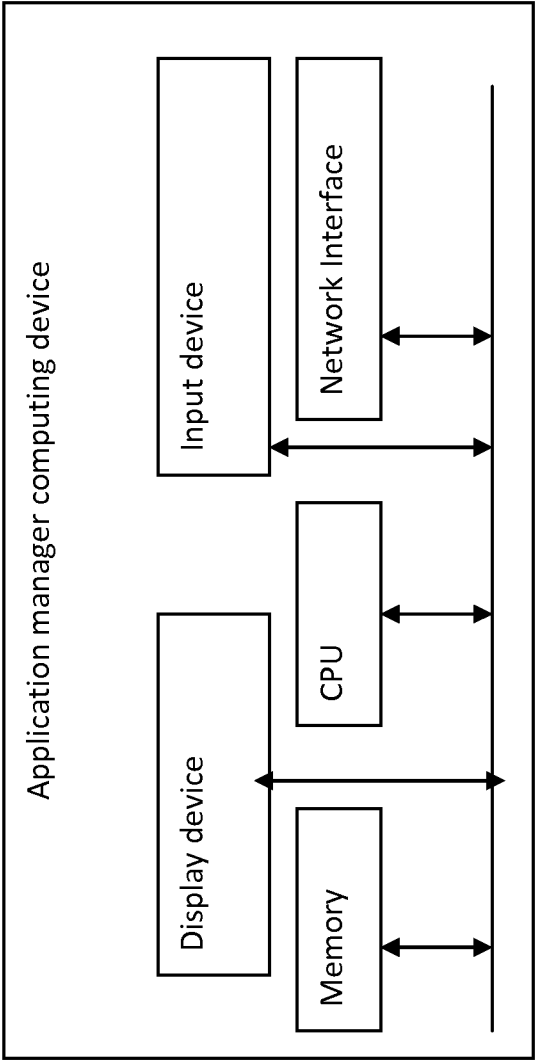 Application manager computing device
Display device
Input device
Memory
CPU
Network Interface